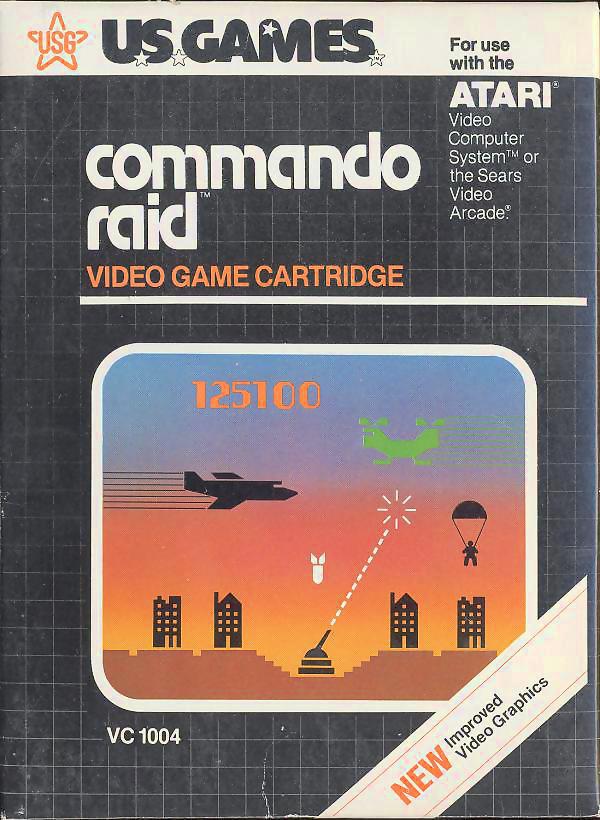 USG
US GAMES™
For use
with the
ATARI®
Video
Computer
System™ or
the Sears
Video
Arcade®.
commando
raid™
VIDEO GAME CARTRIDGE
125100
VC 1004
NEW Improved
Video Graphics